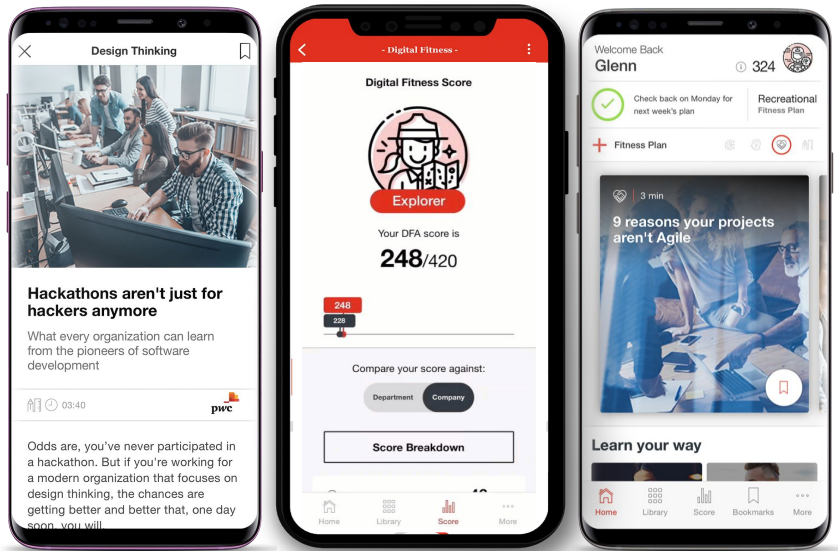 Design Thinking
Hackathons aren't just for
hackers anymore
What every organization can learn
from the pioneers of software
development
03:40
pwc
Odds are, you've never participated in
a hackathon. But if you're working for
a modern organization that focuses on
design thinking, the chances are
getting better and better that, one day
soon, you will.
- Digital Fitness -
Digital Fitness Score
Explorer
Your DFA score is
248/420
248
228
Compare your score against:
Department
Company
Score Breakdown
Home
Library
Score
More
Welcome Back
Glenn
324
Check back on Monday for
next week's plan
Recreational
Fitness Plan
+ Fitness Plan
3 min
9 reasons your projects
aren't Agile
Learn your way
Home
Library
Score
Bookmarks
More